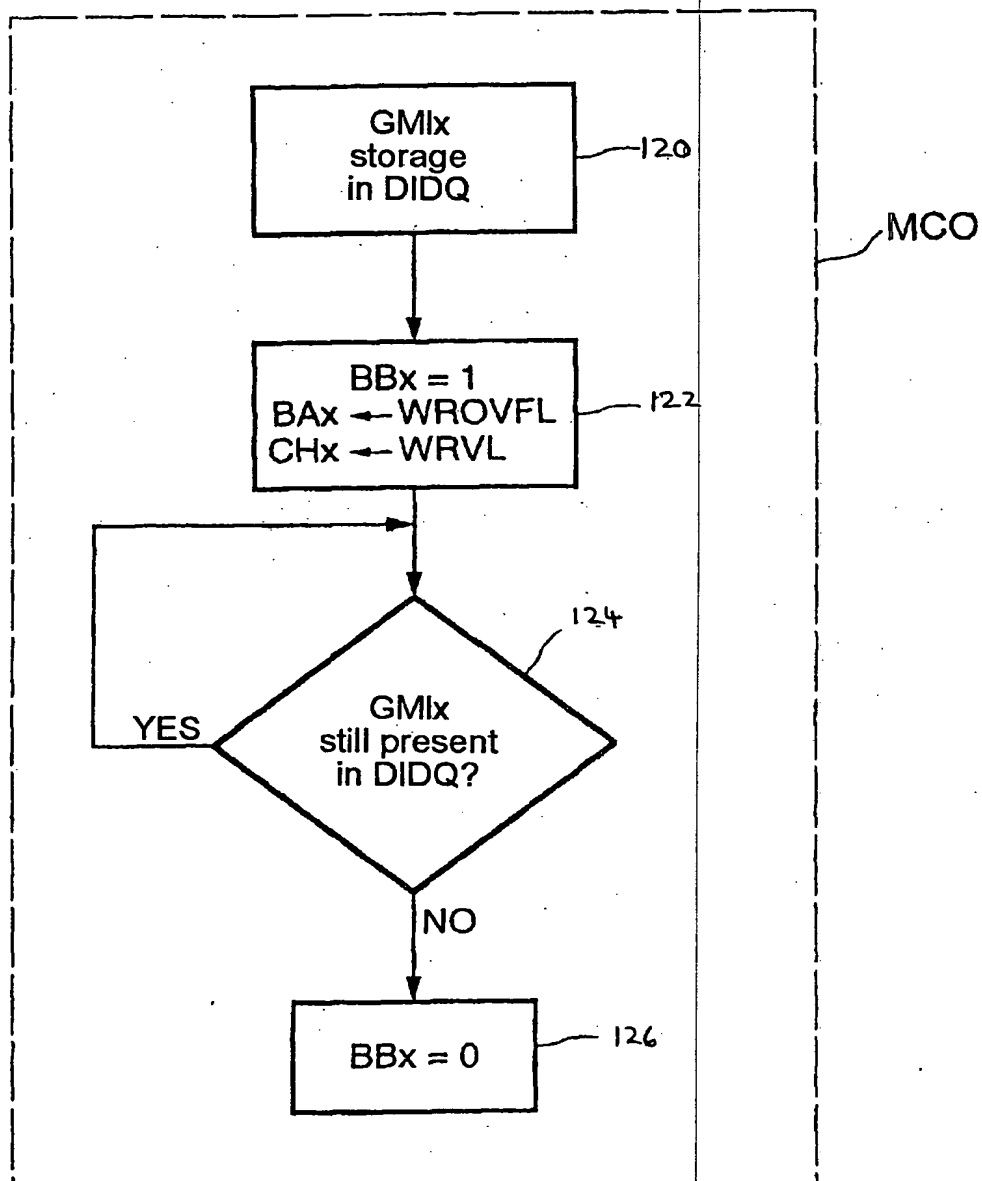 GMIx
storage
in DIDQ
120
MCO
BBx = 1
BAx ← WROVFL
CHx ← WRVL
122
124
GMIx
still present
in DIDQ?
YES
NO
BBx = 0
126